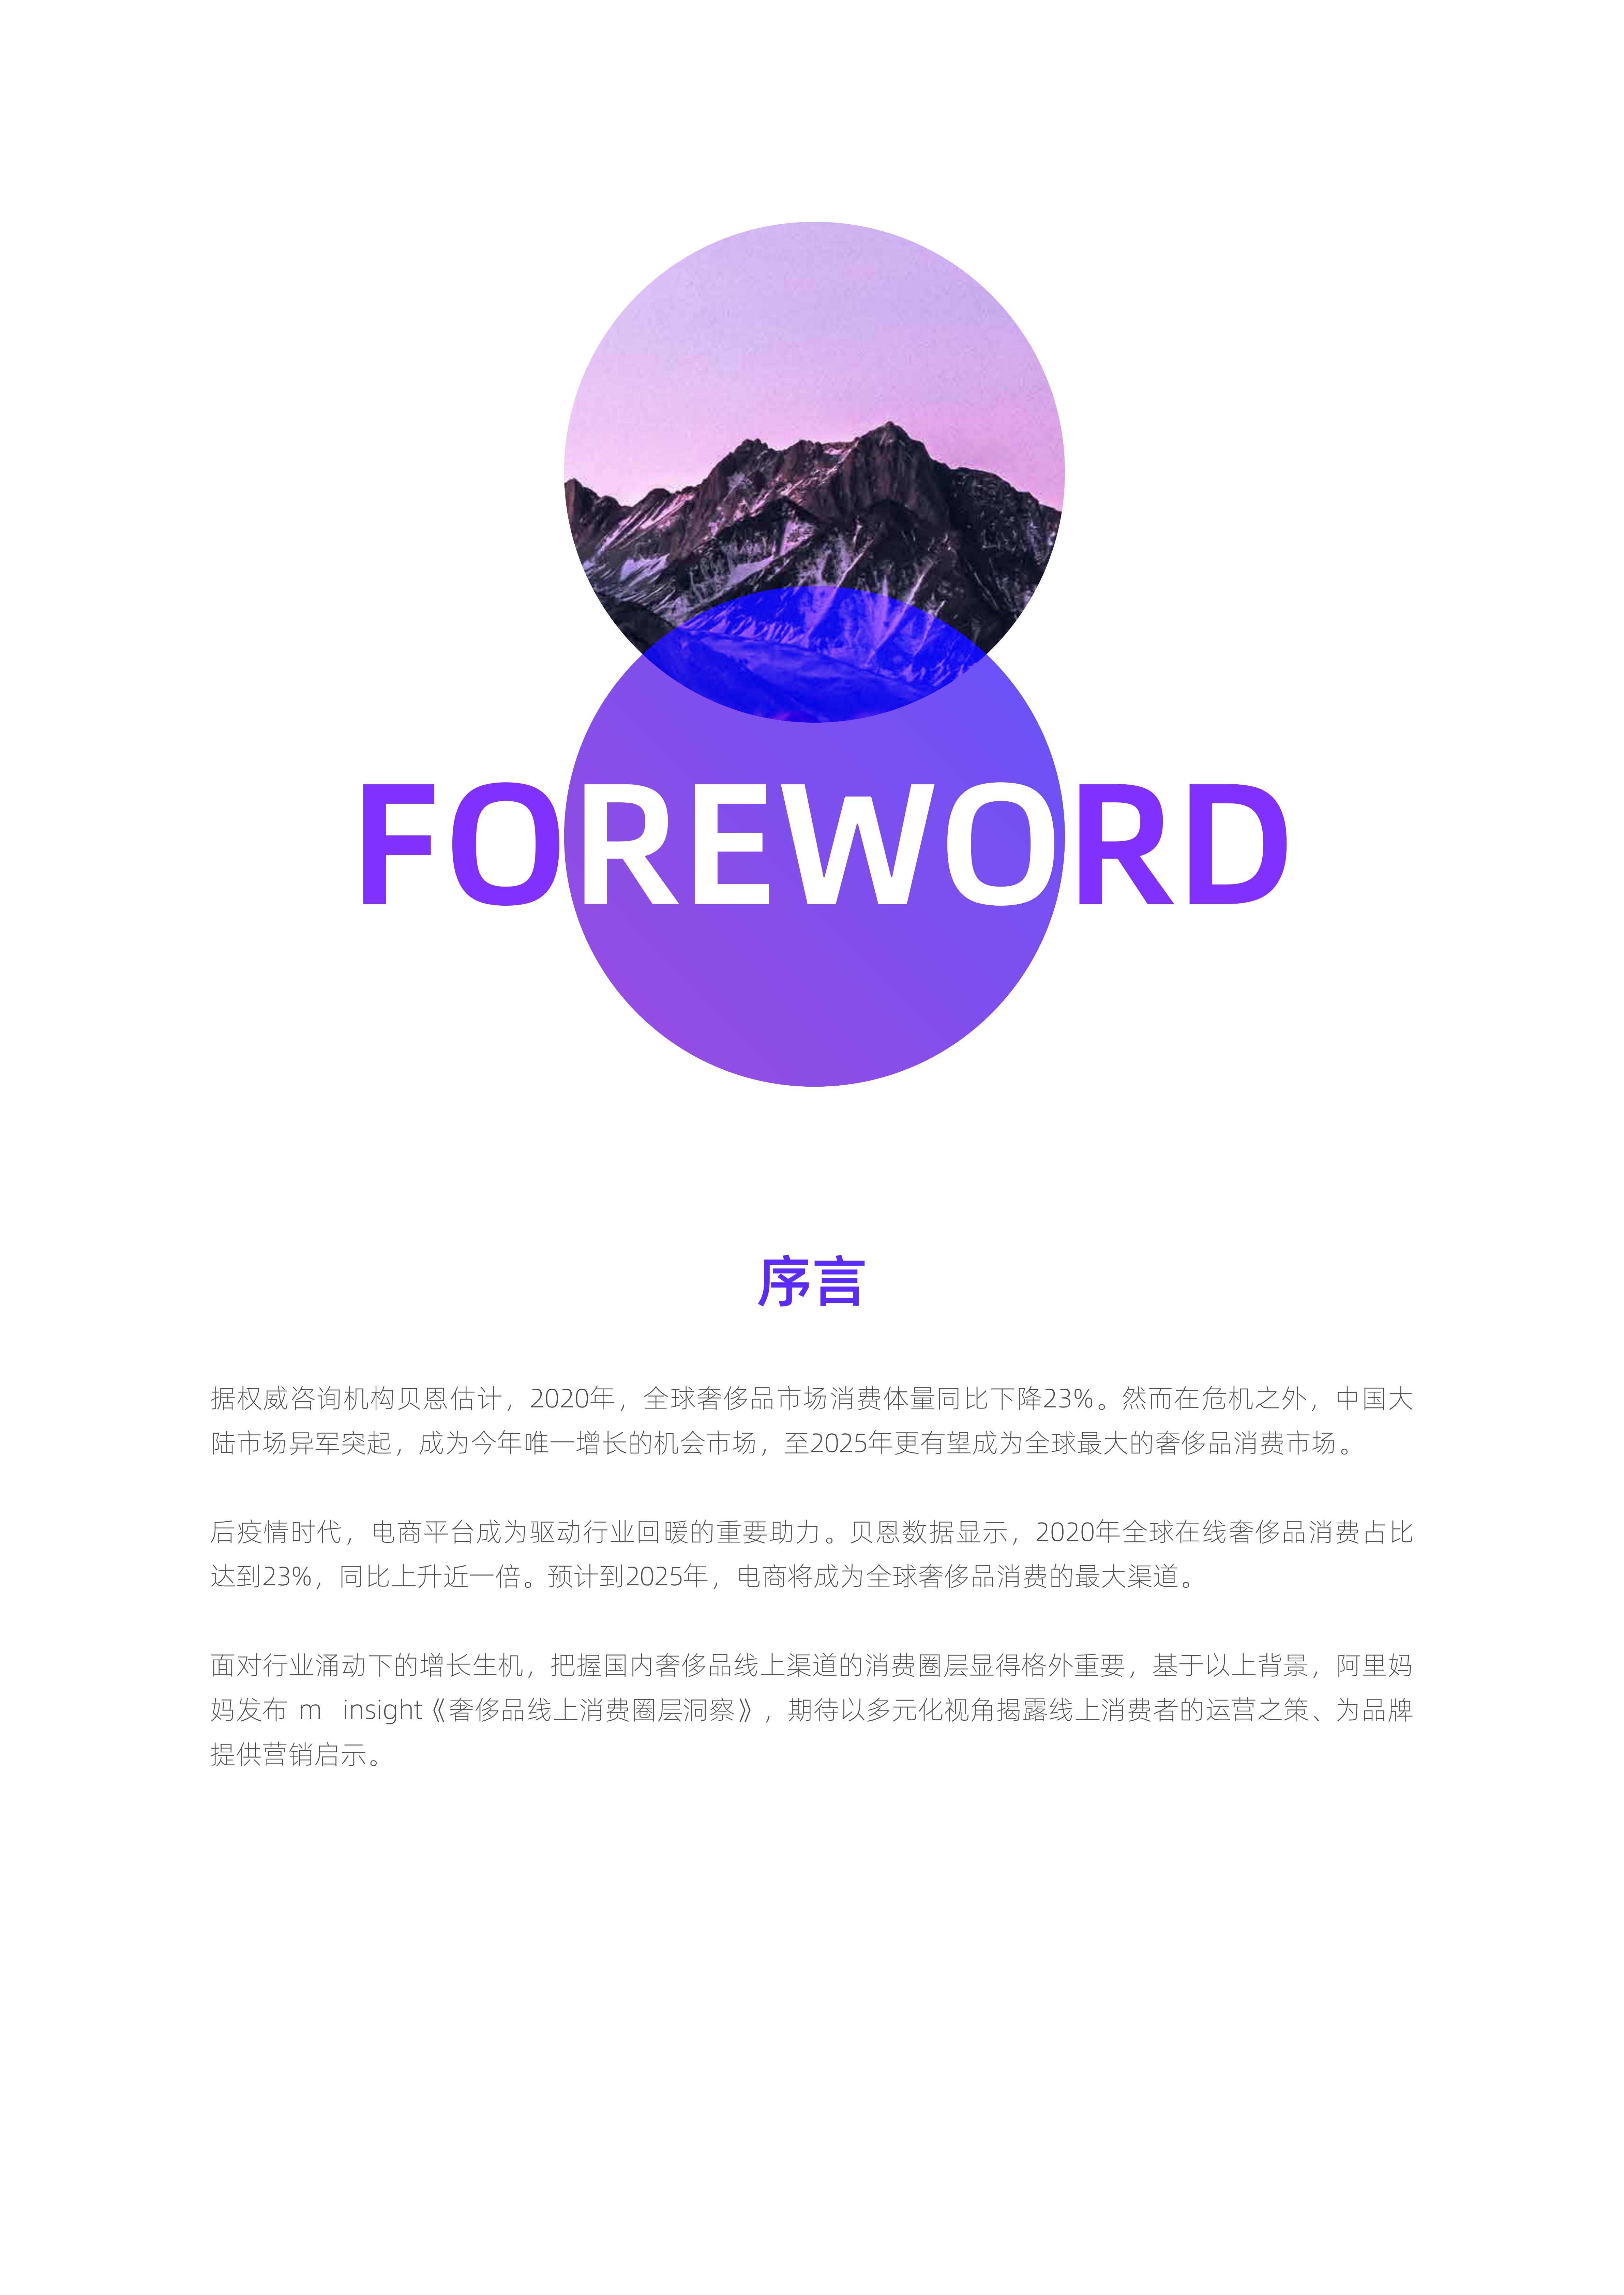 FOREWORD
序言
据权威咨询机构贝恩估计，2020年，全球奢侈品市场消费体量同比下降23%。然而在危机之外，中国大
陆市场异军突起，成为今年唯一增长的机会市场，至2025年更有望成为全球最大的奢侈品消费市场。
后疫情时代，电商平台成为驱动行业回暖的重要助力。贝恩数据显示，2020年全球在线奢侈品消费占比
达到23%，同比上升近一倍。预计到2025年，电商将成为全球奢侈品消费的最大渠道。
面对行业涌动下的增长生机，把握国内奢侈品线上渠道的消费圈层显得格外重要，基于以上背景，阿里妈
妈发布 m insight《奢侈品线上消费圈层洞察》，期待以多元化视角揭露线上消费者的运营之策、为品牌
提供营销启示。